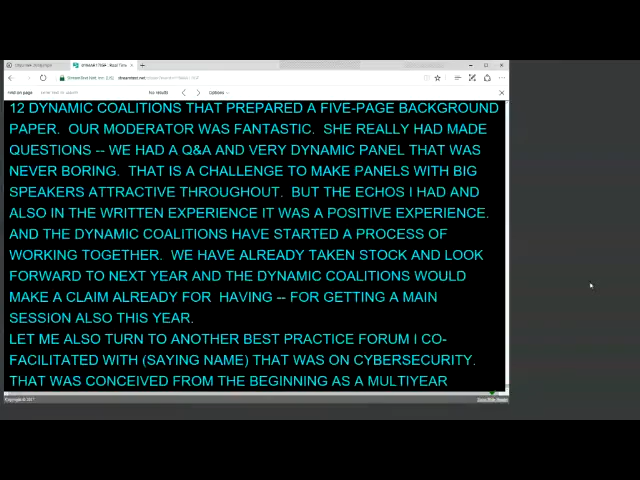 Find on page
No results
Options
12 DYNAMIC COALITIONS THAT PREPARED A FIVE-PAGE BACKGROUND
PAPER. OUR MODERATOR WAS FANTASTIC. SHE REALLY HAD MADE
QUESTIONS -- WE HAD A Q&A AND VERY DYNAMIC PANEL THAT WAS
NEVER BORING. THAT IS A CHALLENGE TO MAKE PANELS WITH BIG
SPEAKERS ATTRACTIVE THROUGHOUT. BUT THE ECHOS I HAD AND
ALSO IN THE WRITTEN EXPERIENCE IT WAS A POSITIVE EXPERIENCE.
AND THE DYNAMIC COALITIONS HAVE STARTED A PROCESS OF
WORKING TOGETHER. WE HAVE ALREADY TAKEN STOCK AND LOOK
FORWARD TO NEXT YEAR AND THE DYNAMIC COALITIONS WOULD
MAKE A CLAIM ALREADY FOR HAVING -- FOR GETTING A MAIN
SESSION ALSO THIS YEAR.
LET ME ALSO TURN TO ANOTHER BEST PRACTICE FORUM I CO-
FACILITATED WITH (SAYING NAME) THAT WAS ON CYBERSECURITY.
THAT WAS CONCEIVED FROM THE BEGINNING AS A MULTIYEAR
Copyright © 2017